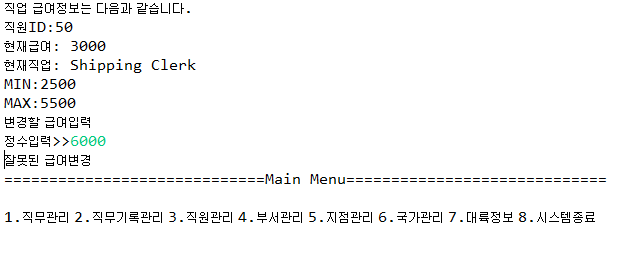 직업 급여정보는 다음과 같습니다.
직원ID:50
현재급여: 3000
현재직업: Shipping Clerk
MIN:2500
MAX:5500
변경할 급여입력
정수입력>>6000
잘못된 급여변경
=============================Main Menu=============================
1.직무관리 2.직무기록관리 3.직원관리 4.부서관리 5.지점관리 6.국가관리 7.대륙정보 8.시스템종료